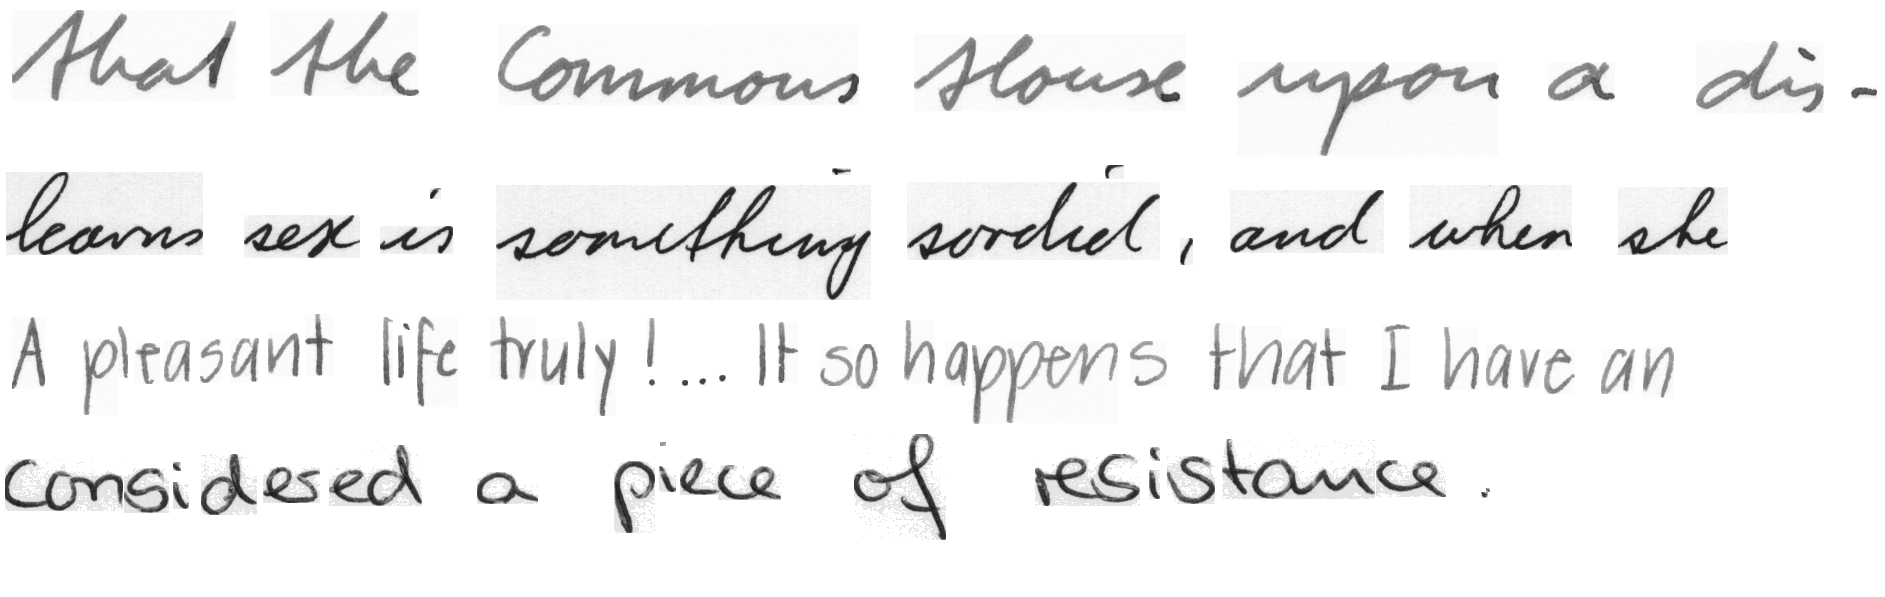 that the Commons House upon a dis-
learns sex is something sordid, and when she
A pleasant life truly!... It so happens that I have an
considered a piece of resistance.